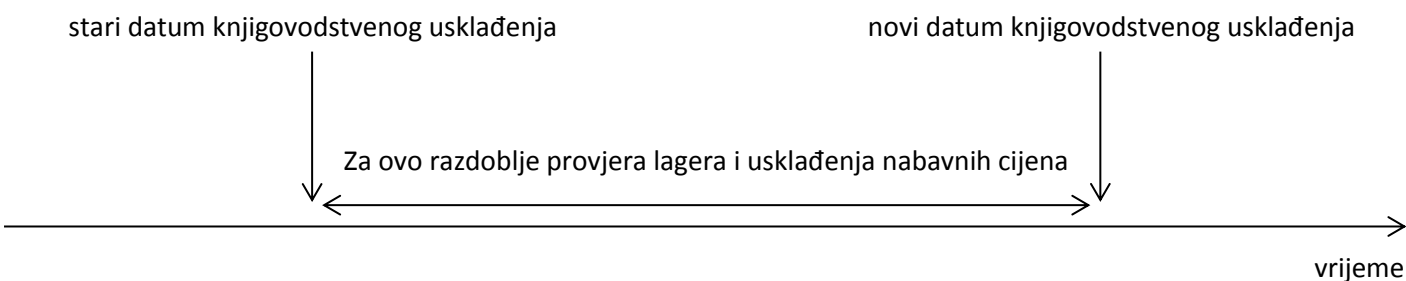 stari datum knjigovodstvenog usklađenja
novi datum knjigovodstvenog usklađenja
Za ovo razdoblje provjera lagera i usklađenja nabavnih cijena
vrijeme